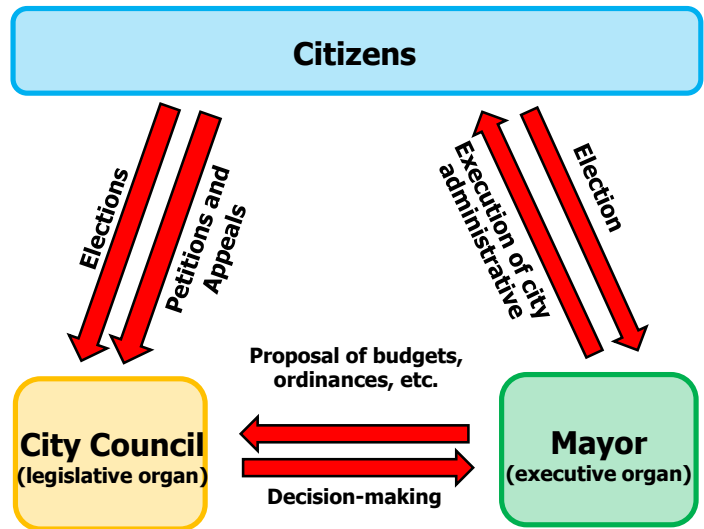 Citizens
Elections
Petitions and
Appeals
Execution of city
administrative
Election
Proposal of budgets,
ordinances, etc.
City Council
(legislative organ)
Mayor
(executive organ)
Decision-making